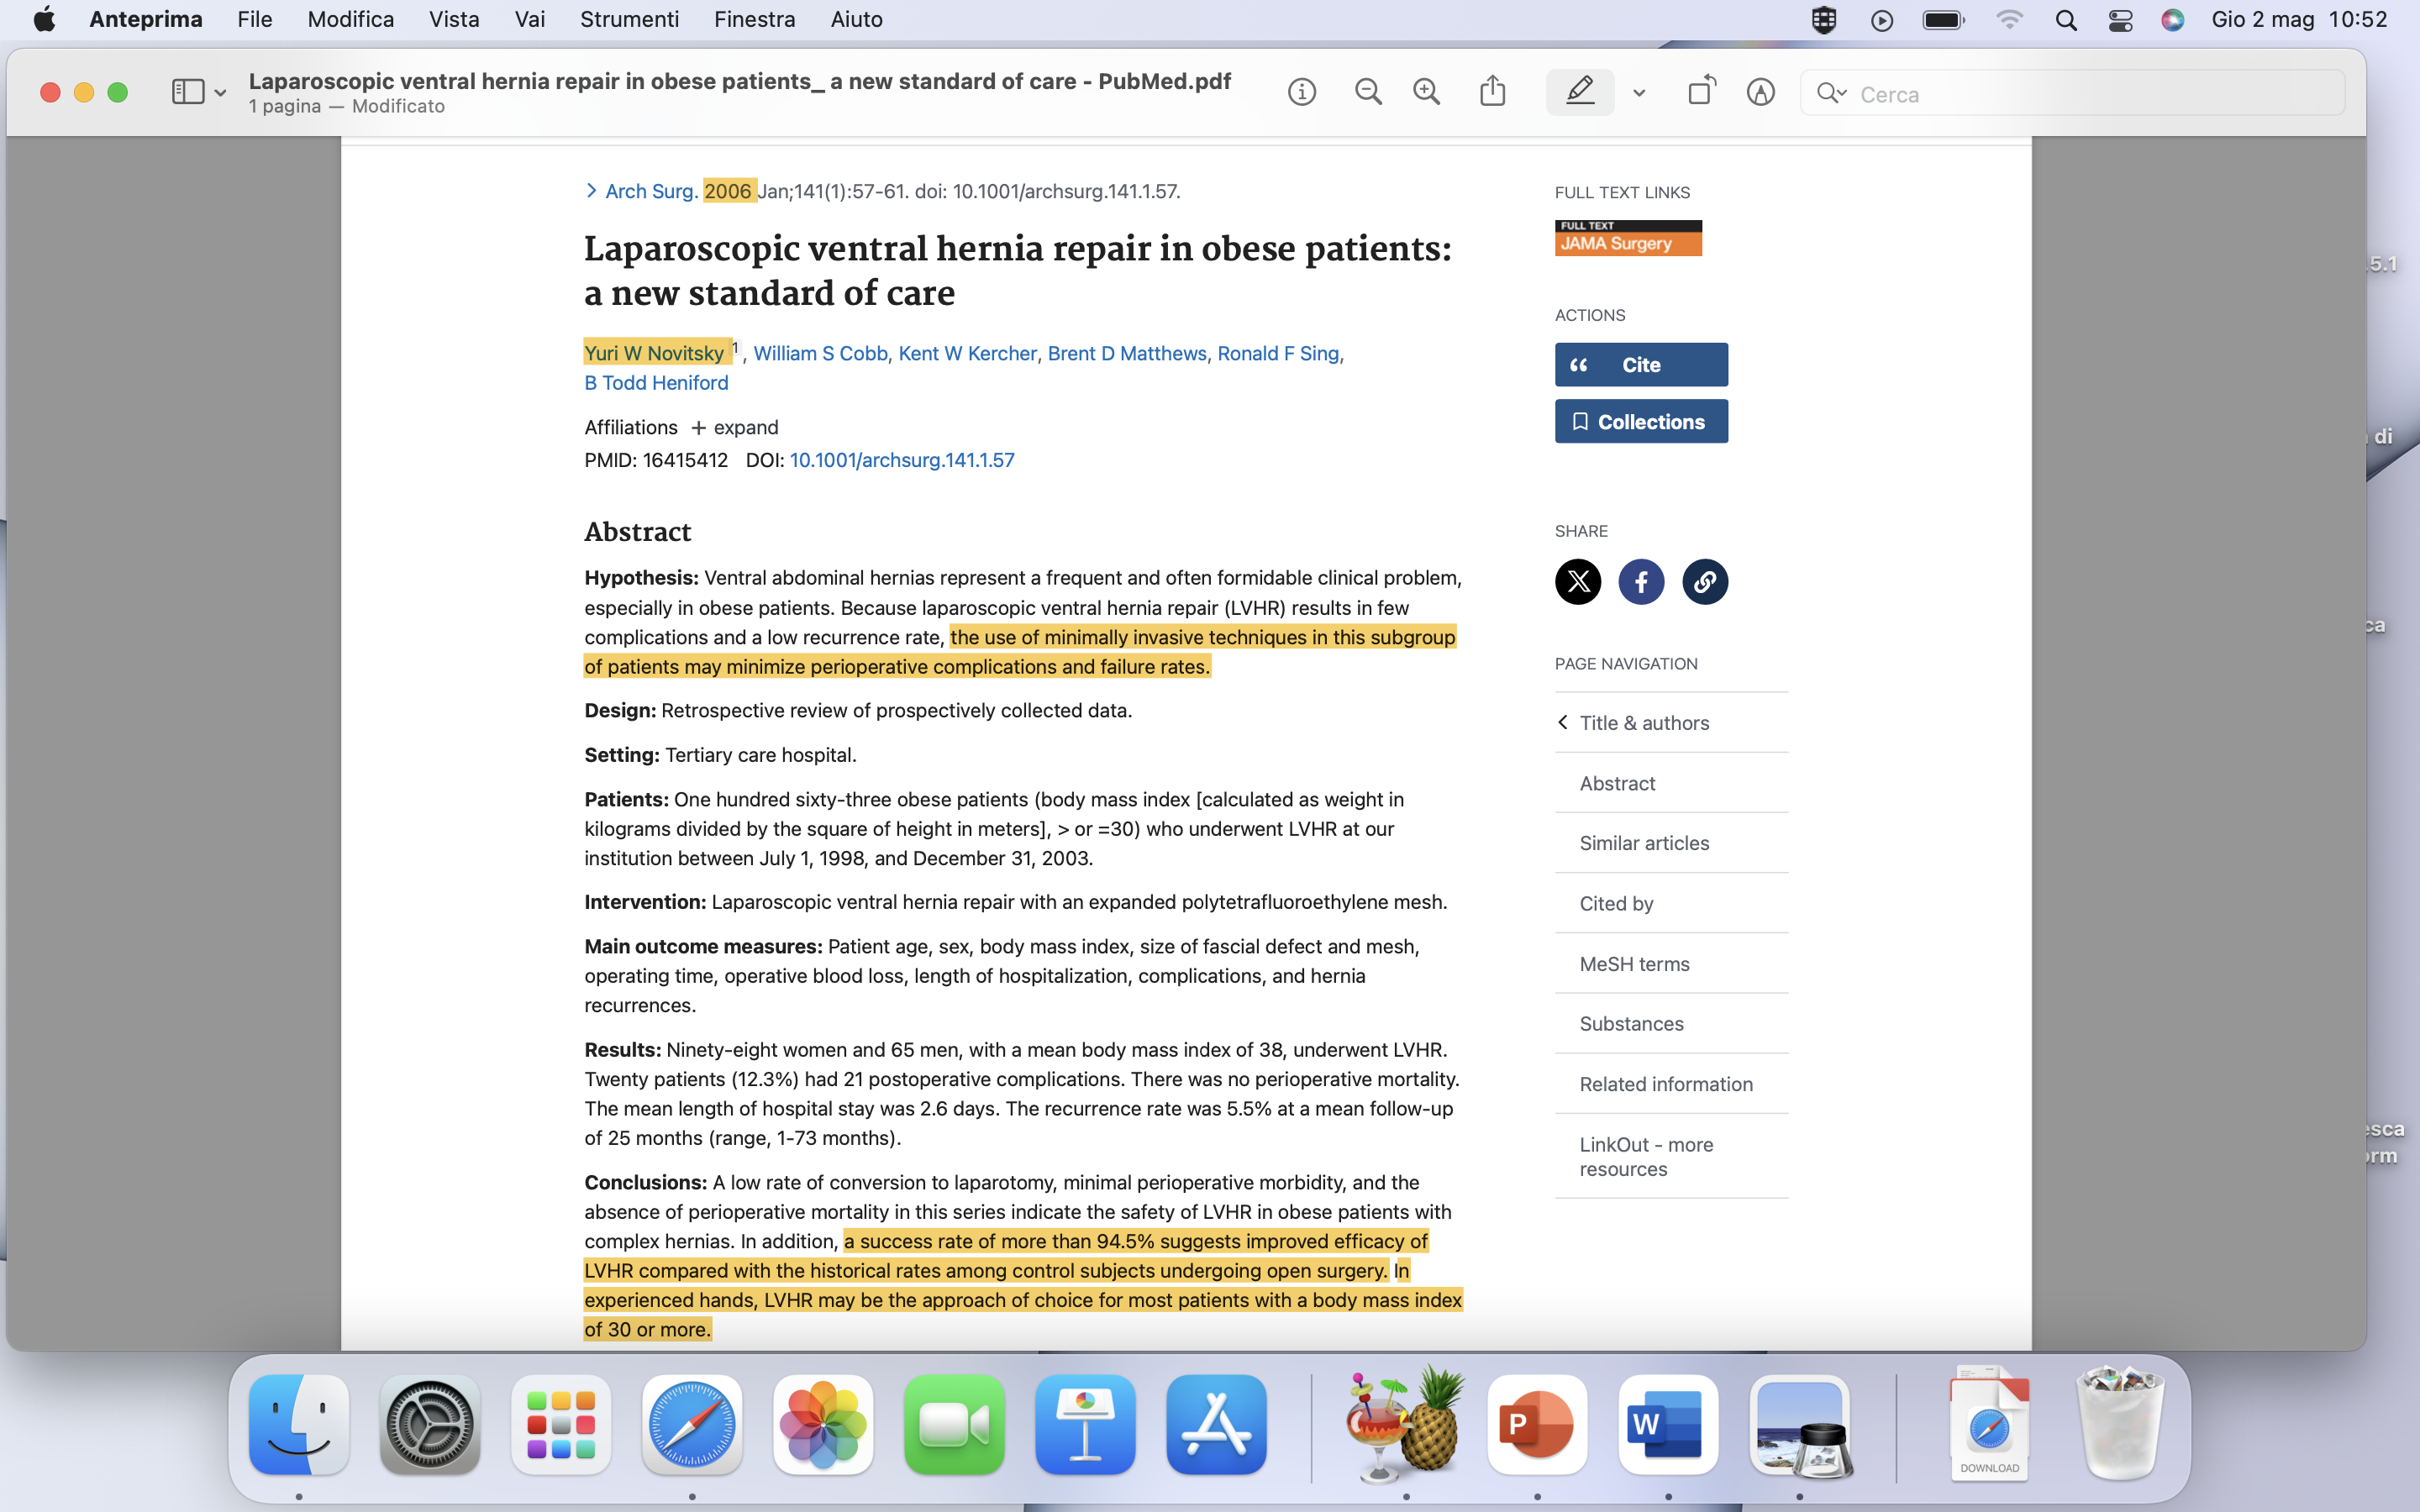 Anteprima File Modifica Vista Vai Strumenti Finestra Aiuto Gio 2 mag 10:52
Laparoscopic ventral hernia repair in obese patients_ a new standard of care - PubMed.pdf
1 pagina — Modificato
Cerca
> Arch Surg. 2006 Jan;141(1):57-61. doi: 10.1001/archsurg.141.1.57.
Laparoscopic ventral hernia repair in obese patients:
a new standard of care
Yuri W Novitsky 1, William S Cobb, Kent W Kercher, Brent D Matthews, Ronald F Sing,
B Todd Heniford
Affiliations + expand
PMID: 16415412 DOI: 10.1001/archsurg.141.1.57
Abstract
Hypothesis: Ventral abdominal hernias represent a frequent and often formidable clinical problem,
especially in obese patients. Because laparoscopic ventral hernia repair (LVHR) results in few
complications and a low recurrence rate, the use of minimally invasive techniques in this subgroup
of patients may minimize perioperative complications and failure rates.
Design: Retrospective review of prospectively collected data.
Setting: Tertiary care hospital.
Patients: One hundred sixty-three obese patients (body mass index [calculated as weight in
kilograms divided by the square of height in meters], > or =30) who underwent LVHR at our
institution between July 1, 1998, and December 31, 2003.
Intervention: Laparoscopic ventral hernia repair with an expanded polytetrafluoroethylene mesh.
Main outcome measures: Patient age, sex, body mass index, size of fascial defect and mesh,
operating time, operative blood loss, length of hospitalization, complications, and hernia
recurrences.
Results: Ninety-eight women and 65 men, with a mean body mass index of 38, underwent LVHR.
Twenty patients (12.3%) had 21 postoperative complications. There was no perioperative mortality.
The mean length of hospital stay was 2.6 days. The recurrence rate was 5.5% at a mean follow-up
of 25 months (range, 1-73 months).
Conclusions: A low rate of conversion to laparotomy, minimal perioperative morbidity, and the
absence of perioperative mortality in this series indicate the safety of LVHR in obese patients with
complex hernias. In addition, a success rate of more than 94.5% suggests improved efficacy of
LVHR compared with the historical rates among control subjects undergoing open surgery. In
experienced hands, LVHR may be the approach of choice for most patients with a body mass index
of 30 or more.
FULL TEXT LINKS
FULL TEXT
JAMA Surgery
ACTIONS
Cite
Collections
SHARE
PAGE NAVIGATION
< Title & authors
Abstract
Similar articles
Cited by
MeSH terms
Substances
Related information
LinkOut - more
resources
5.1
di
ca
esca
orm
P
W
DOWNLOAD